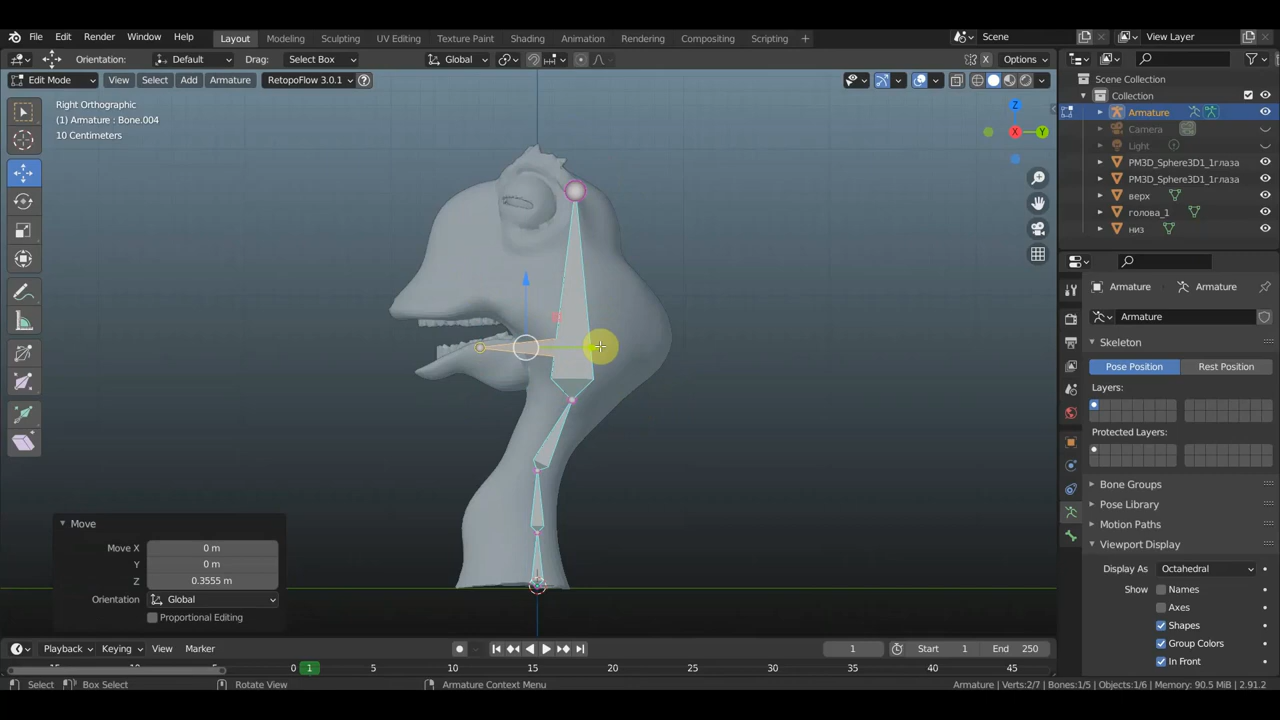 File Edit Render Window Help Layout Modeling Sculpting UV Editing Texture Paint Shading Animation Rendering Compositing Scripting + Scene View Layer
Orientation: Default Drag: Select Box Global X Options
Edit Mode View Select Add Armature RetopoFlow 3.0.1
Right Orthographic
(1) Armature : Bone.004
10 Centimeters
Z
X
Y
Scene Collection
Collection
Armature
Camera
Light
PM3D_Sphere3D1_1глаза
PM3D_Sphere3D1_1глаза
верх
голова_1
низ
Armature Armature
Armature
Skeleton
Pose Position Rest Position
Layers:
Protected Layers:
Bone Groups
Pose Library
Motion Paths
Viewport Display
Display As Octahedral
Show Names
Axes
Shapes
Group Colors
In Front
Move
Move X 0 m
Y 0 m
Z 0.3555 m
Orientation Global
Proportional Editing
Playback Keying View Marker 1 Start 1 End 250
0 1 5 10 15 20 25 30 35 40 45
Select Box Select Rotate View Armature Context Menu Armature | Verts:2/7 | Bones:1/5 | Objects:1/6 | Memory: 90.5 MiB | 2.91.2